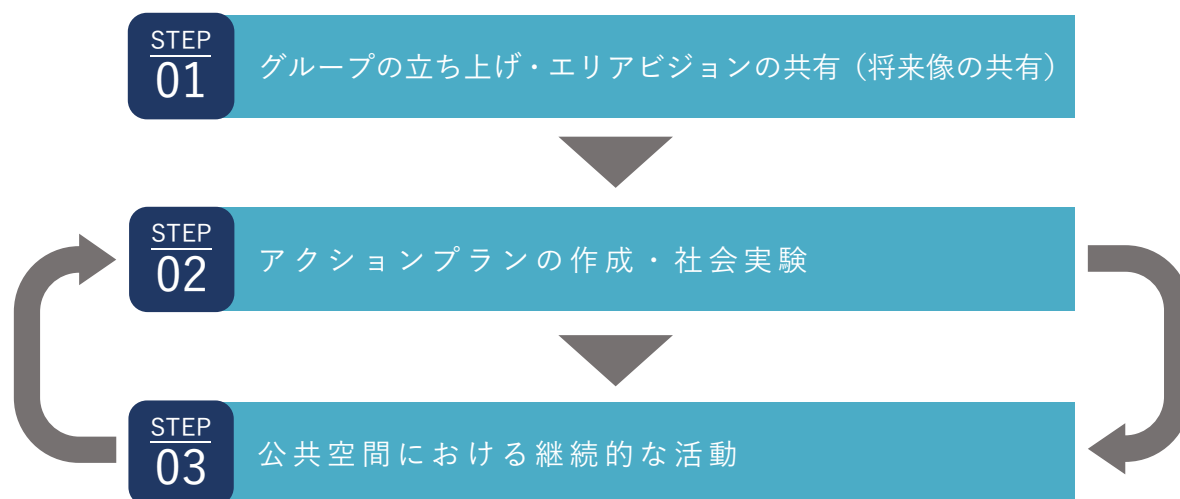 STEP
01
グループの立ち上げ・エリアビジョンの共有（将来像の共有）
STEP
02
アクションプランの作成・社会実験
STEP
03
公共空間における継続的な活動